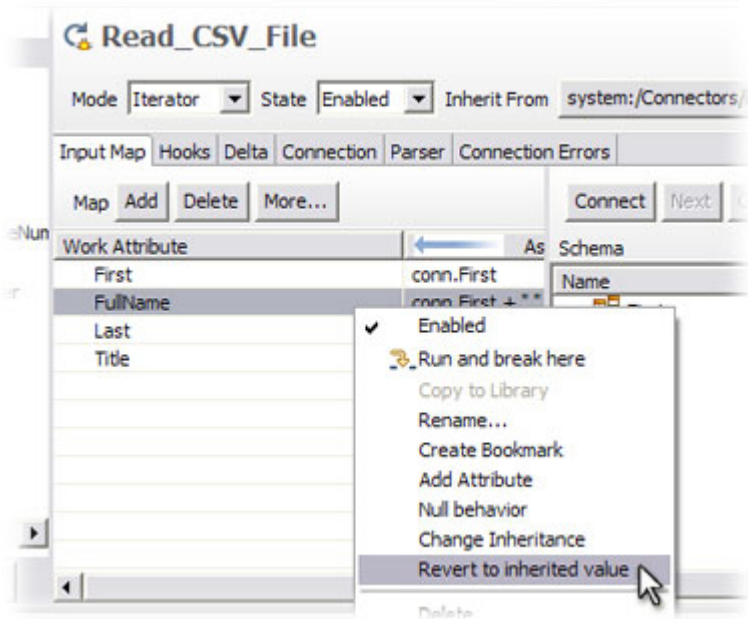 Read_CSV_File
Mode Iterator State Enabled Inherit From system:/Connectors/
Input Map Hooks Delta Connection Parser Connection Errors
Map Add Delete More... Connect Next
Work Attribute As Schema
First conn.First Name
FullName conn.First + " "
Last
Title
Enabled
Run and break here
Copy to Library
Rename...
Create Bookmark
Add Attribute
Null behavior
Change Inheritance
Revert to inherited value
Delete